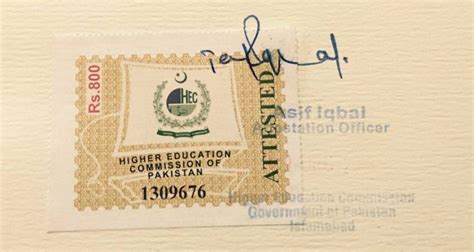 Rs.800
HEC
ATTESTED
HIGHER EDUCATION
COMMISSION OF
PAKISTAN
1309676
Asif Iqbal
Attestation Officer
Higher Education Commission
Government of Pakistan
Islamabad